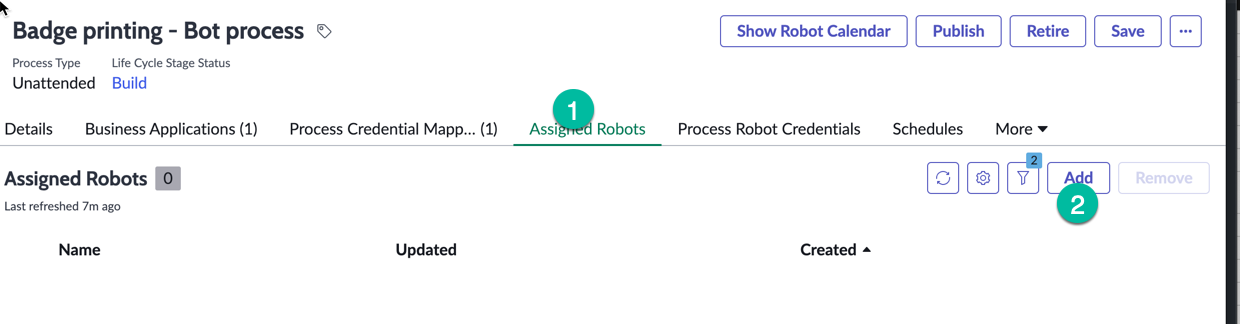 Badge printing - Bot process
Show Robot Calendar
Publish
Retire
Save
...
Process Type
Life Cycle Stage Status
Unattended
Build
1
Details
Business Applications (1)
Process Credential Mapp... (1)
Assigned Robots
Process Robot Credentials
Schedules
More
Assigned Robots 0
2
Add
Remove
2
Last refreshed 7m ago
Name
Updated
Created